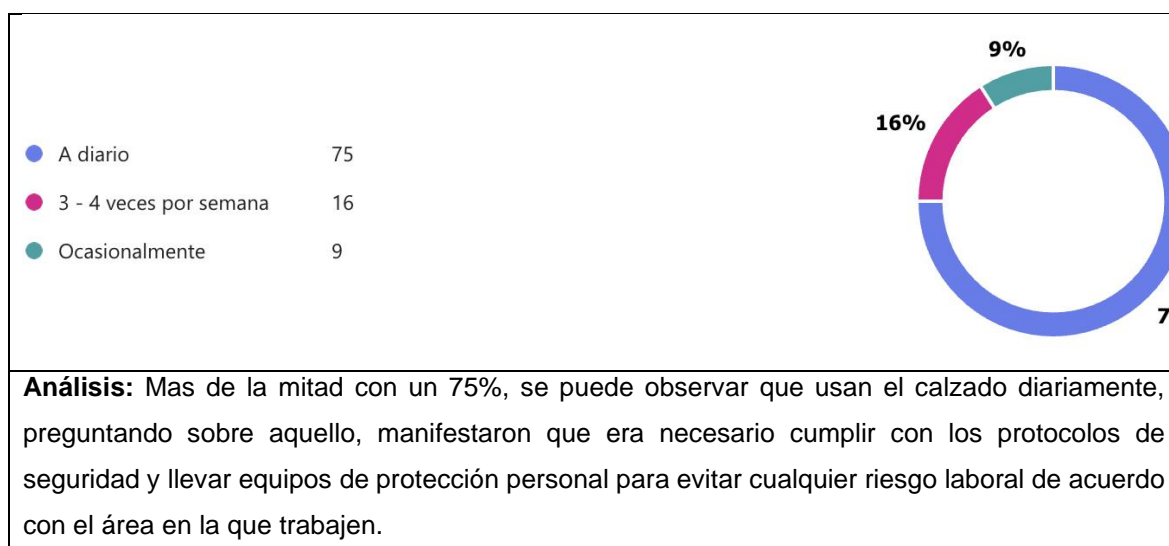 9%
16%
A diario 75
3 - 4 veces por semana 16
Ocasionalmente 9
7
Análisis: Mas de la mitad con un 75%, se puede observar que usan el calzado diariamente,
preguntando sobre aquello, manifestaron que era necesario cumplir con los protocolos de
seguridad y llevar equipos de protección personal para evitar cualquier riesgo laboral de acuerdo
con el área en la que trabajen.